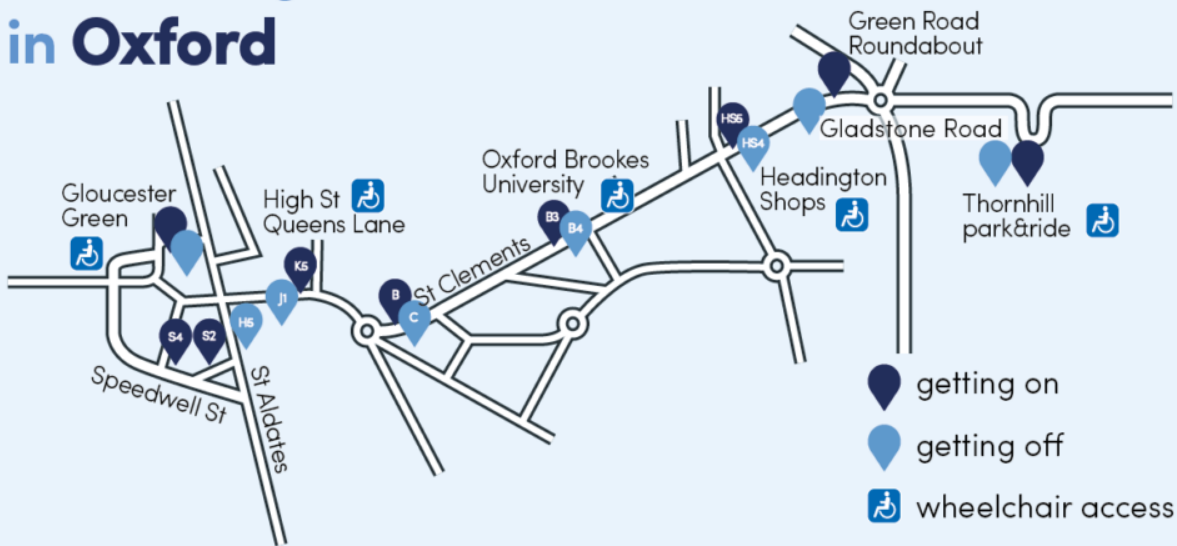 in Oxford
Green Road
Roundabout
Gladstone Road
HS5
HS4
Headington
Shops
Thornhill
park&ride
Oxford Brookes
University
B3
B4
Gloucester
Green
High St
Queens Lane
K5
J1
B
C
St Clements
H5
S4
S2
Speedwell St
St Aldates
getting on
getting off
wheelchair access